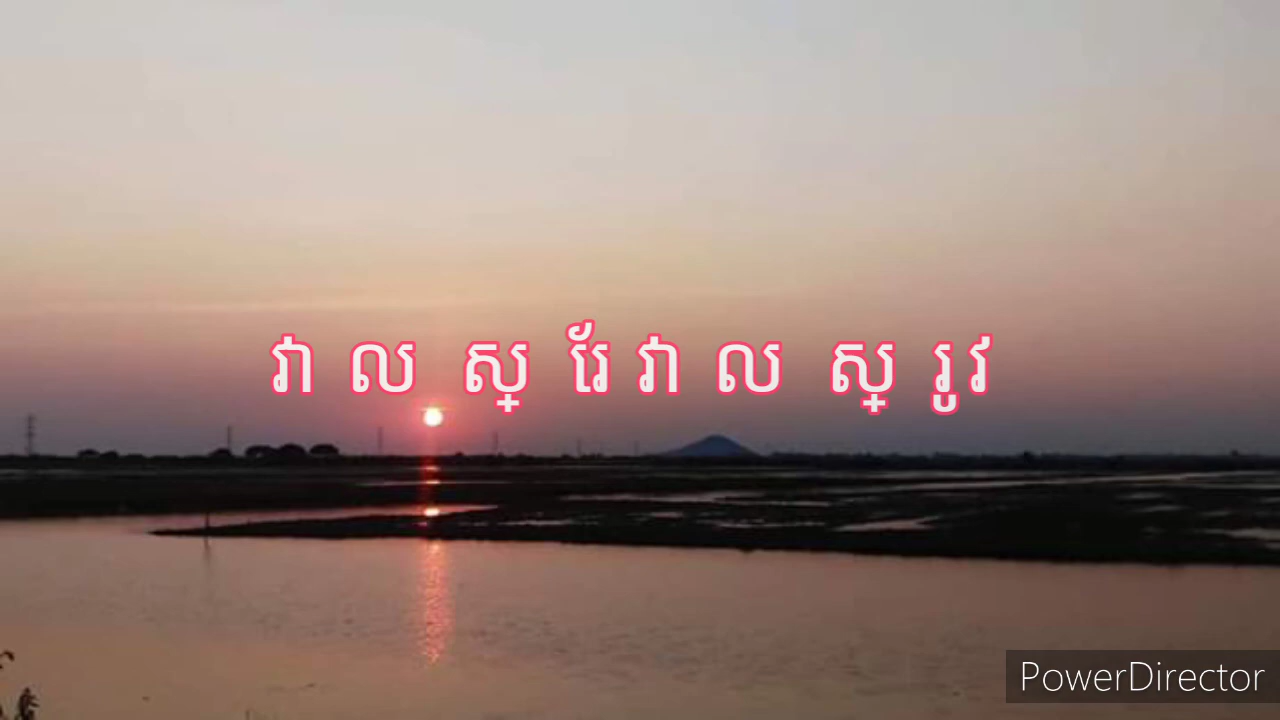 វា ល ស្ រែ វា ល ស្ រូ វ
PowerDirector